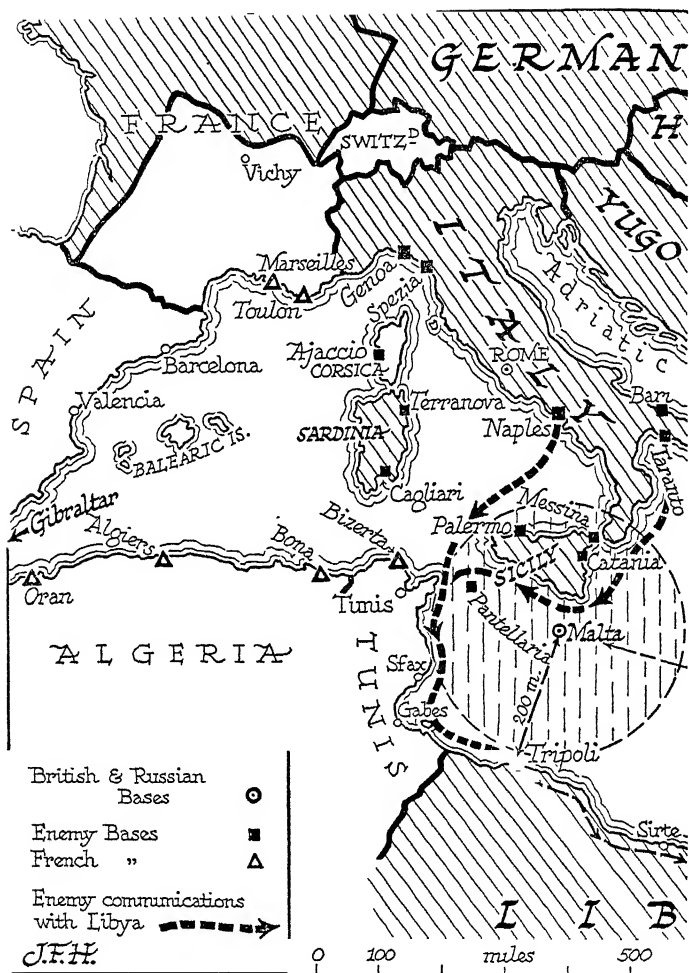 GERMAN
FRANCE
SWITZD
H
Vichy
YUGO
ITALY
Adriatic
Marseilles
Genoa
Toulon
Spezia
SPAIN
Ajaccio
CORSICA
ROME
Barcelona
Terranova
Bari
Valencia
Naples
SARDINIA
BALEARIC IS.
Taranto
Cagliari
Gibraltar
Messina
Palermo
Algiers
Bona
Bizerta
SICILY
Catania
Oran
Tunis
Pantellaria
Malta
ALGERIA
TUNIS
Sfax
200 m.
Gabes
Tripoli
British & Russian
Bases
Sirte
Enemy Bases
French „
Enemy communications
with Libya
LIB
J.F.H.
0 100 miles 500